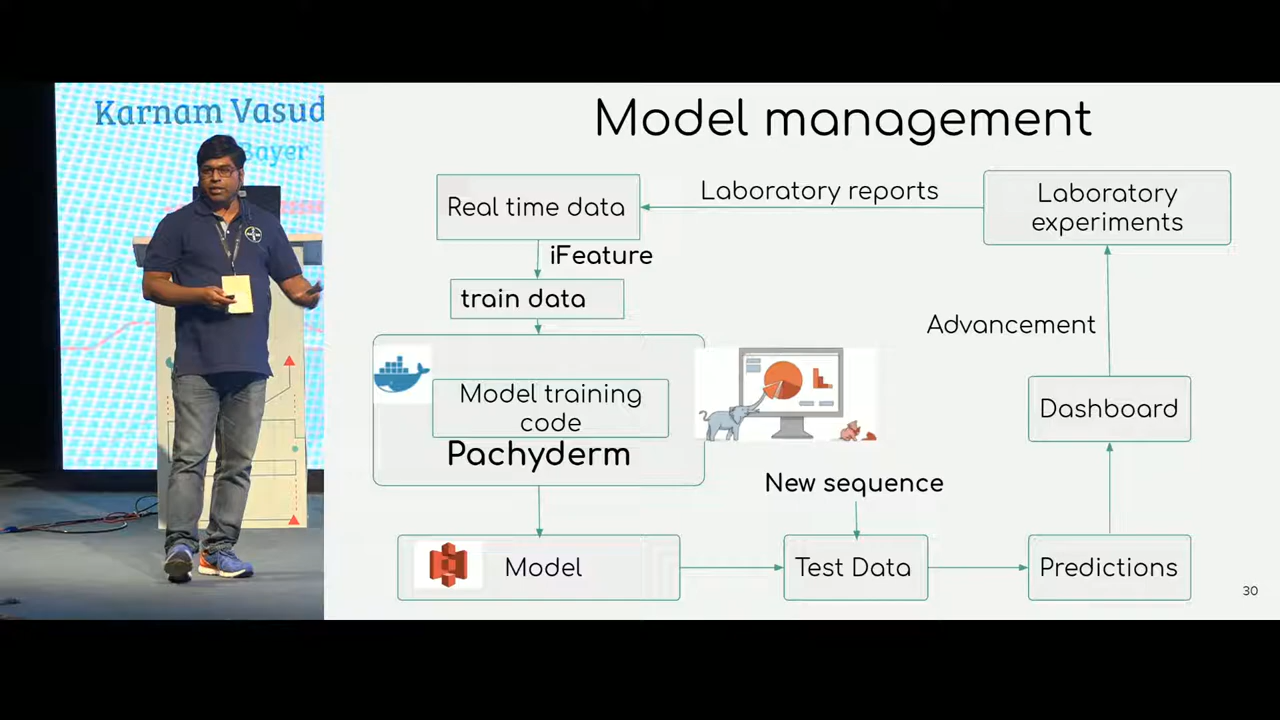 Karnam Vasud
Bayer
Model management
Real time data
Laboratory reports
Laboratory
experiments
iFeature
train data
Advancement
Model training
code
Pachyderm
Dashboard
New sequence
Model
Test Data
Predictions
30